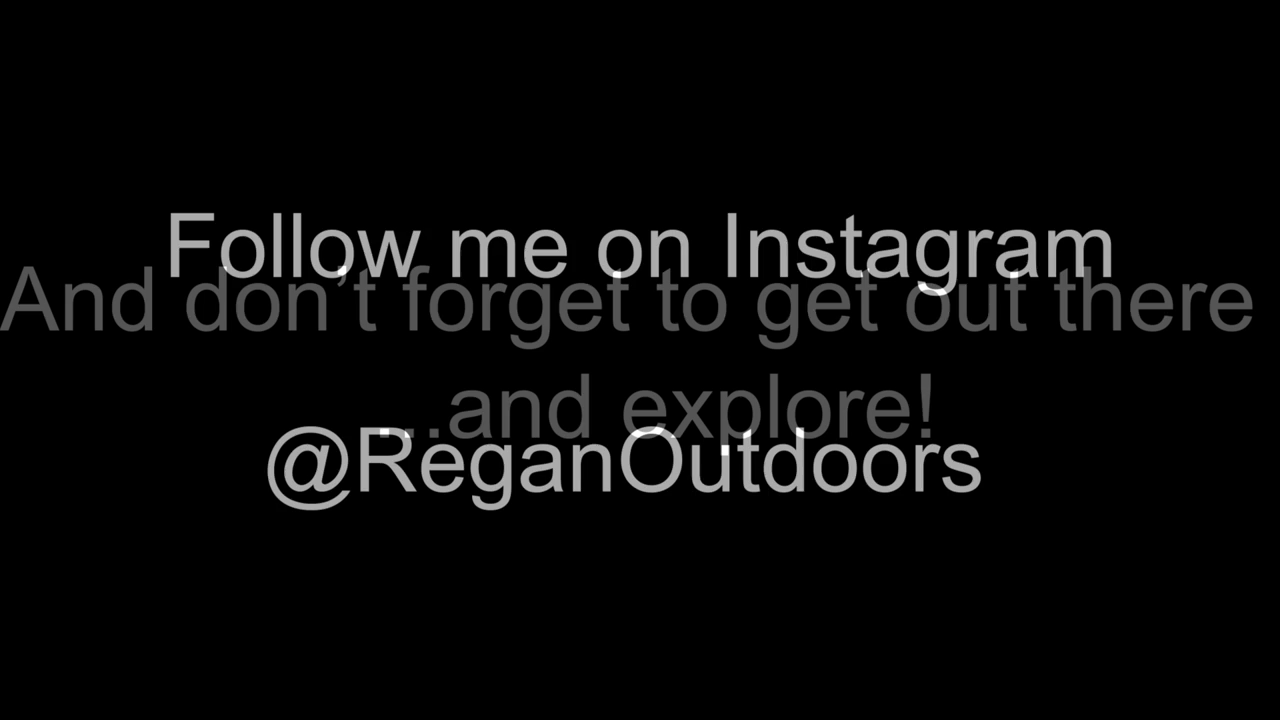 Follow me on Instagram
And don't forget to get out there
...and explore!
@ReganOutdoors